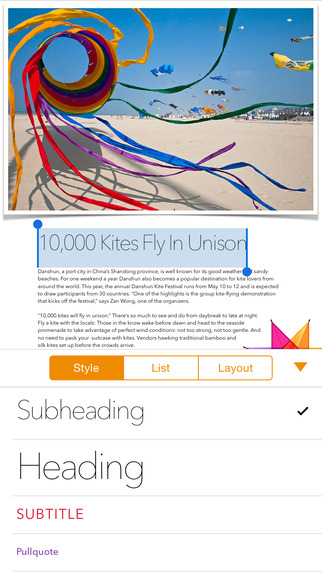 10,000 Kites Fly In Unison
Danshun, a port city in China's Shandong province, is well known for its good weather and sandy
beaches. For one weekend a year Danshun also becomes a popular destination for kite lovers from
around the world. This year, the annual Danshun Kite Festival runs from May 10 to 12 and is expected
to draw participants from 30 countries. "One of the highlights is the group kite-flying demonstration
that kicks off the festival," says Zan Wong, one of the organizers.
"10,000 kites will fly in unison." There's so much to see and do from daybreak to late at night.
Fly a kite with the locals: Those in the know wake before dawn and head to the seaside
promenade to take advantage of perfect wind conditions: not too strong, not too gentle. And
no need to pack your suitcase with kites. Vendors hawking traditional bamboo and
silk kites set up before the crowds arrive.
Style
List
Layout
Subheading
Heading
SUBTITLE
Pullquote